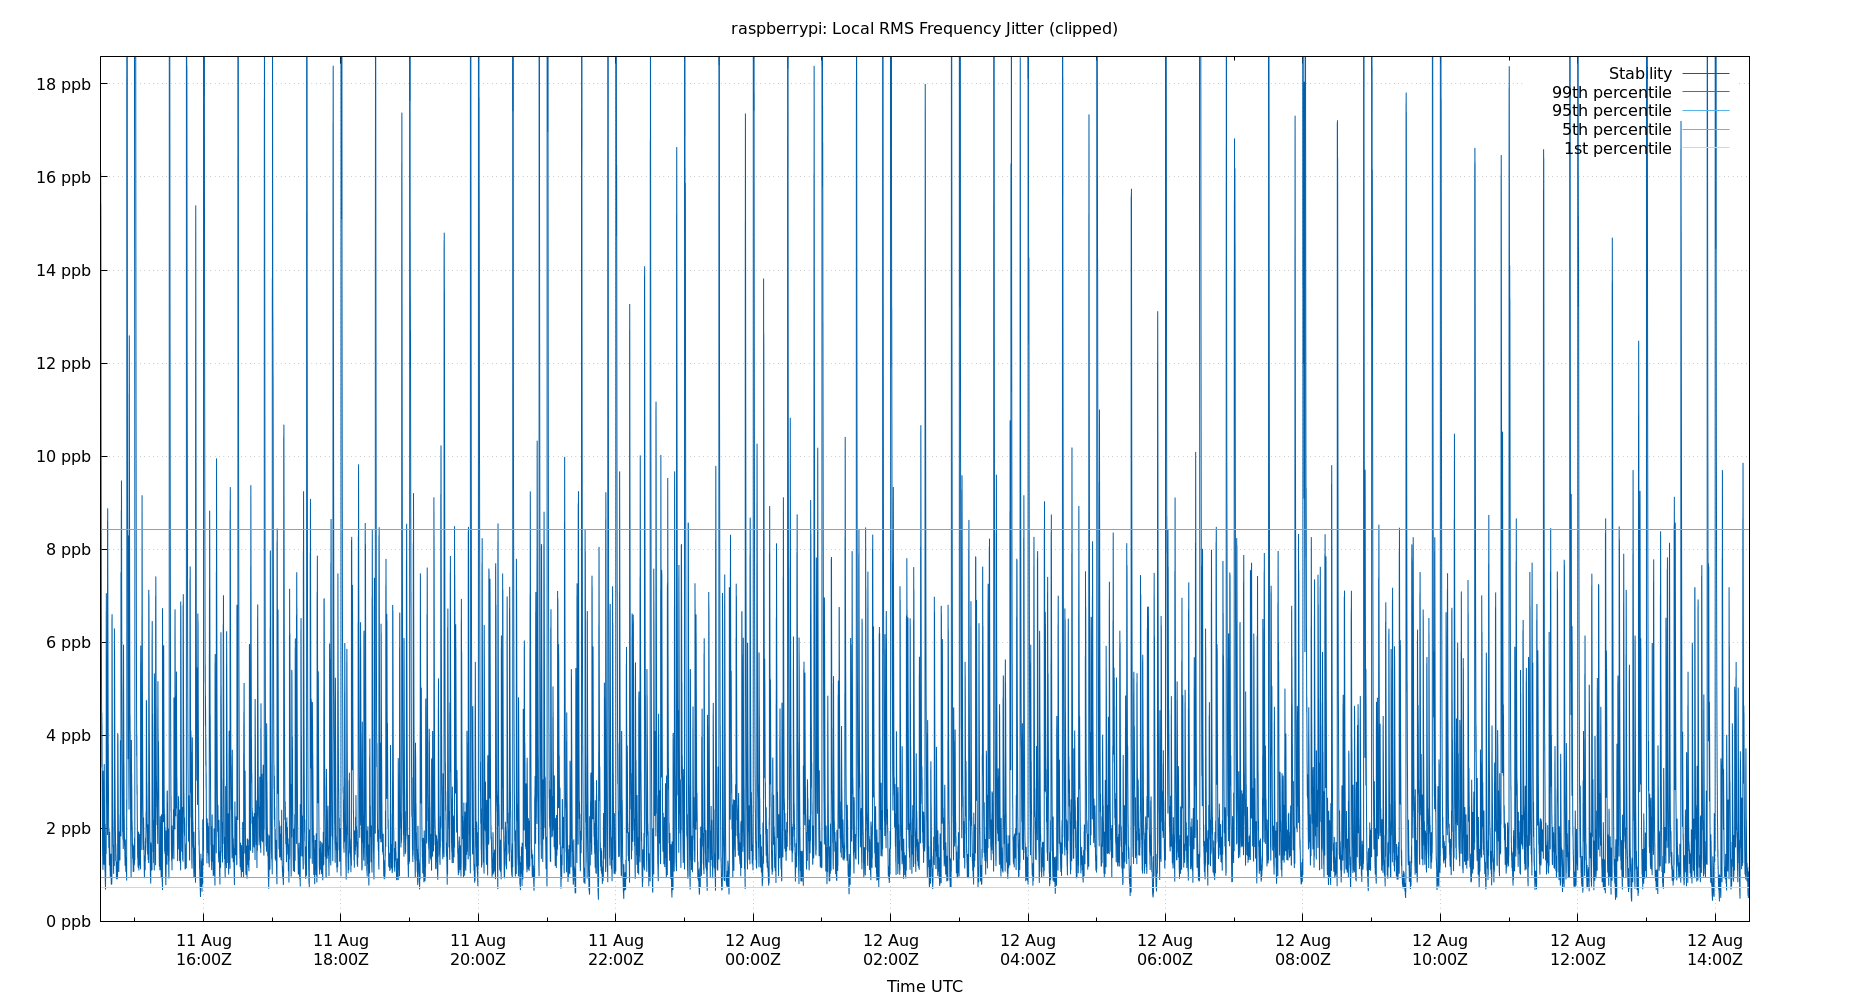 raspberrypi: Local RMS Frequency Jitter (clipped)
18 ppb
16 ppb
14 ppb
12 ppb
10 ppb
8 ppb
6 ppb
4 ppb
2 ppb
0 ppb
Stability
99th percentile
95th percentile
5th percentile
1st percentile
11 Aug
16:00Z
11 Aug
18:00Z
11 Aug
20:00Z
11 Aug
22:00Z
12 Aug
00:00Z
12 Aug
02:00Z
12 Aug
04:00Z
12 Aug
06:00Z
12 Aug
08:00Z
12 Aug
10:00Z
12 Aug
12:00Z
12 Aug
14:00Z
Time UTC